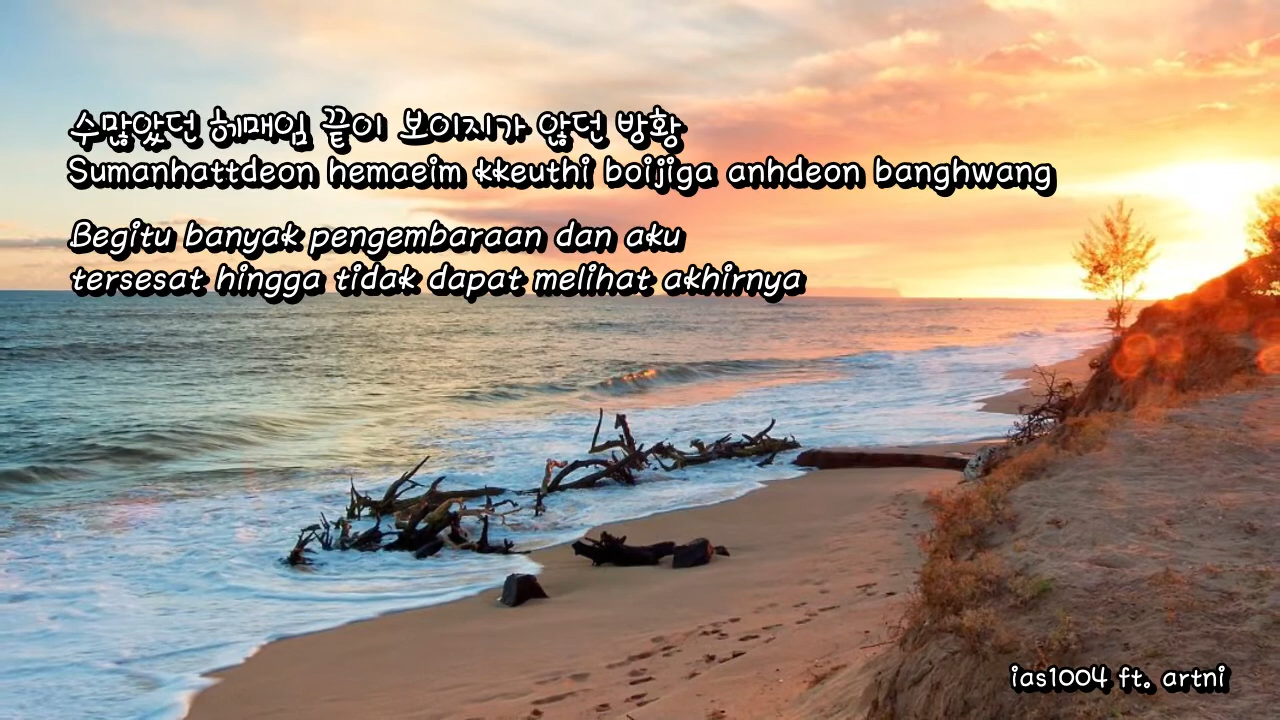 수많았던 헤매임 끝이 보이지가 않던 방황
Sumanhattdeon hemaeim kkeuthi boijiga anhdeon banghwang
Begitu banyak pengembaraan dan aku
tersesat hingga tidak dapat melihat akhirnya
ias1004 ft. artni